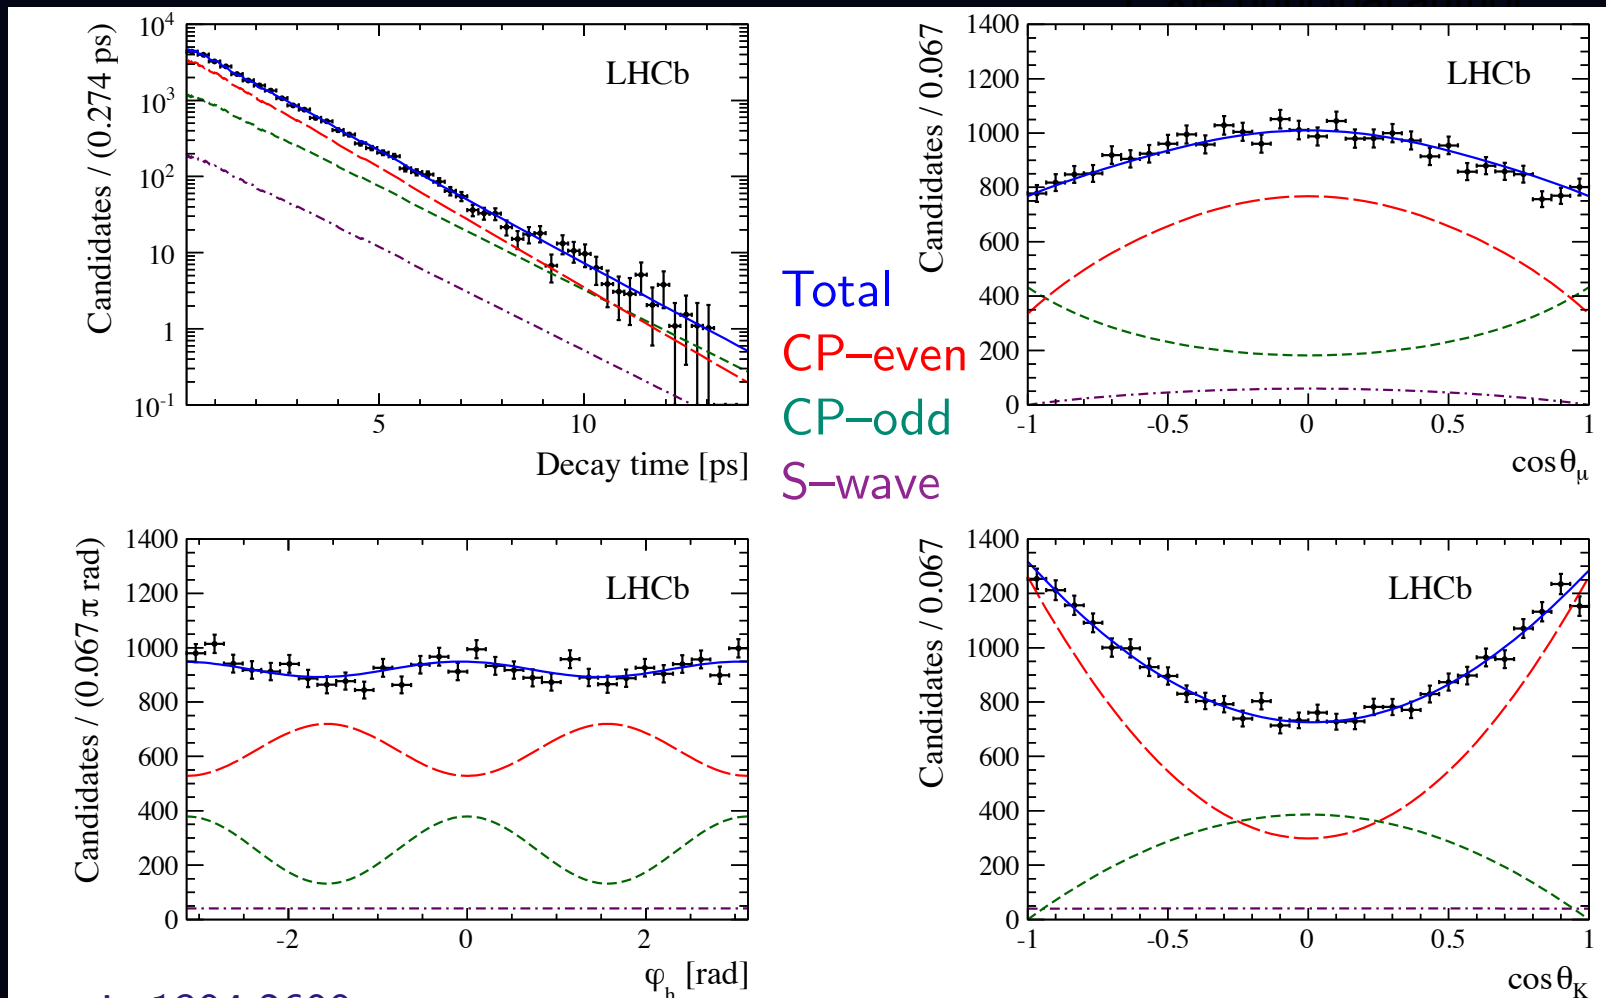 LHCb
Candidates / (0.274 ps)
10^4
10^3
10^2
10
1
10^-1
5
10
Decay time [ps]
LHCb
Candidates / 0.067
1400
1200
1000
800
600
400
200
0
-1
-0.5
0
0.5
1
cosθ_μ
Total
CP–even
CP–odd
S–wave
LHCb
Candidates / (0.067 π rad)
1400
1200
1000
800
600
400
200
0
-2
0
2
φ_h [rad]
LHCb
Candidates / 0.067
1400
1200
1000
800
600
400
200
0
-1
-0.5
0
0.5
1
cosθ_K